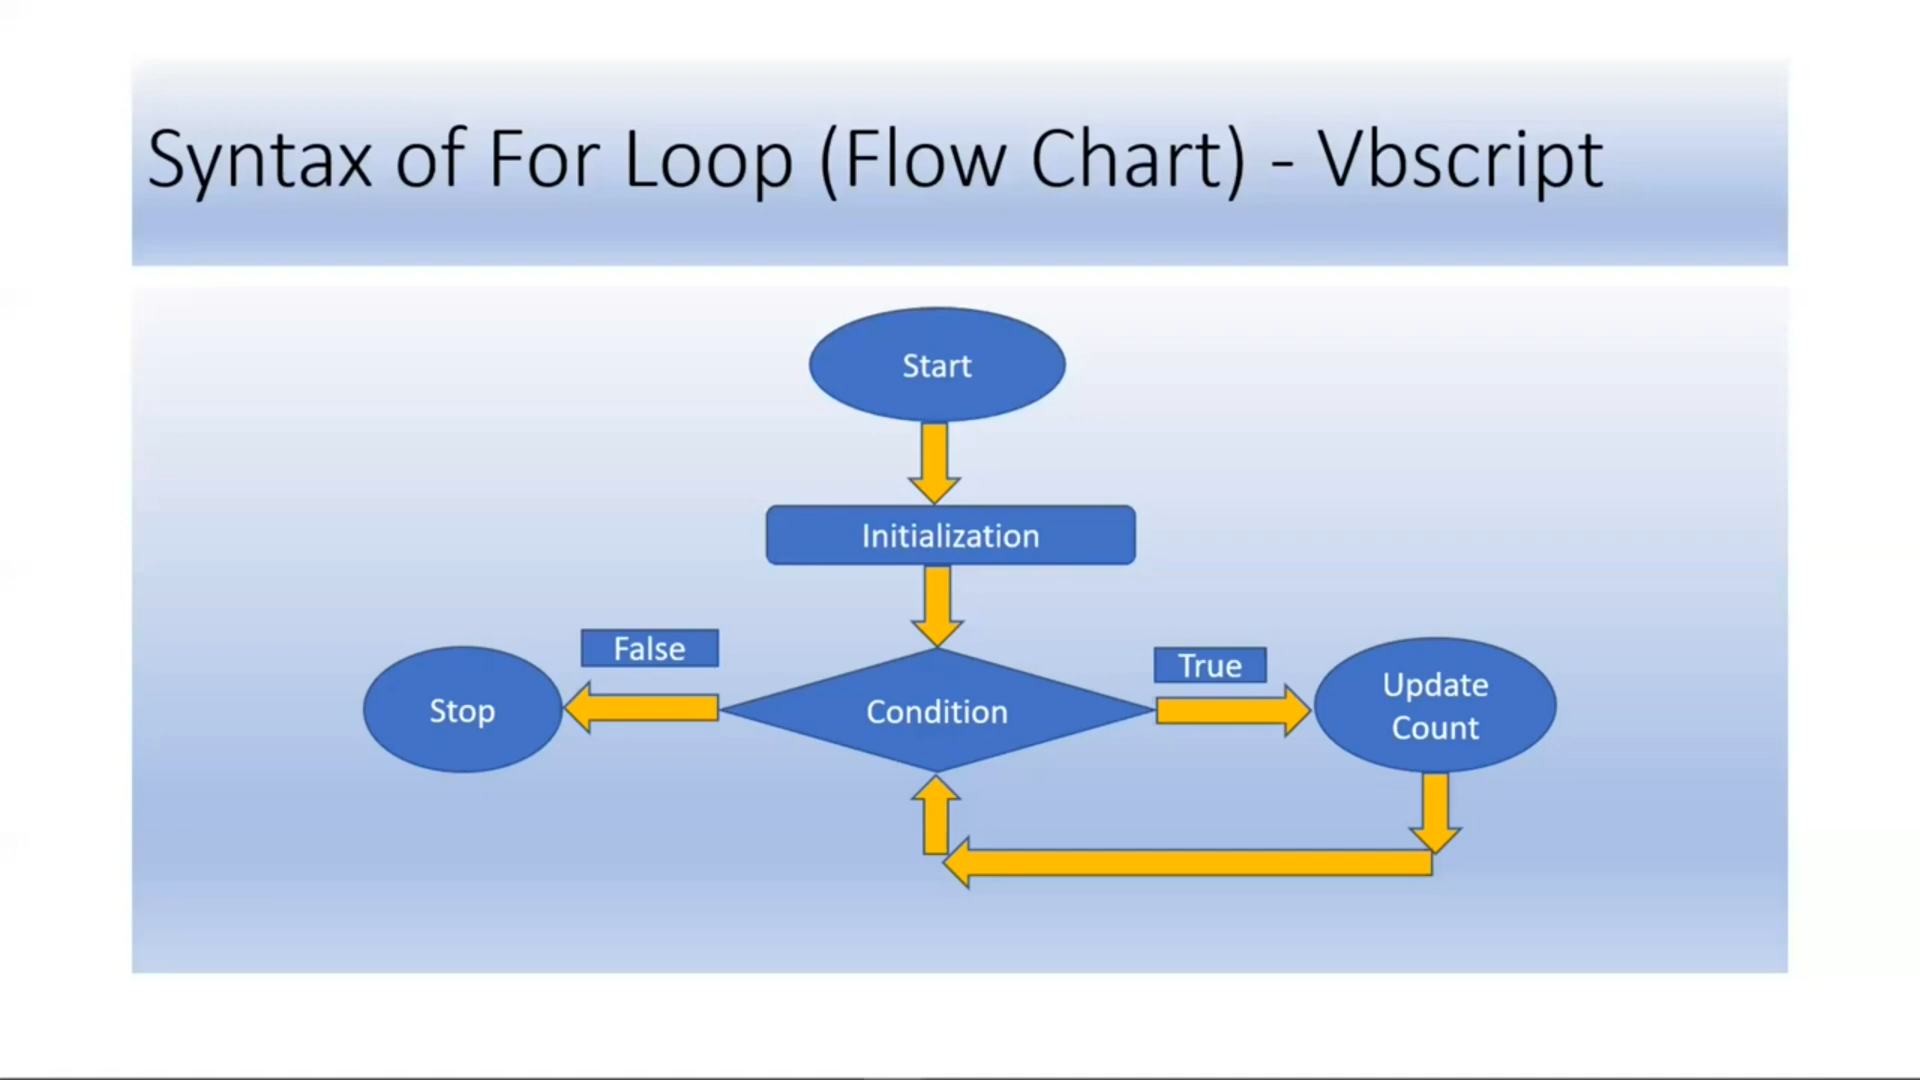 Syntax of For Loop (Flow Chart) - Vbscript
Start
Initialization
False
True
Stop
Condition
Update
Count